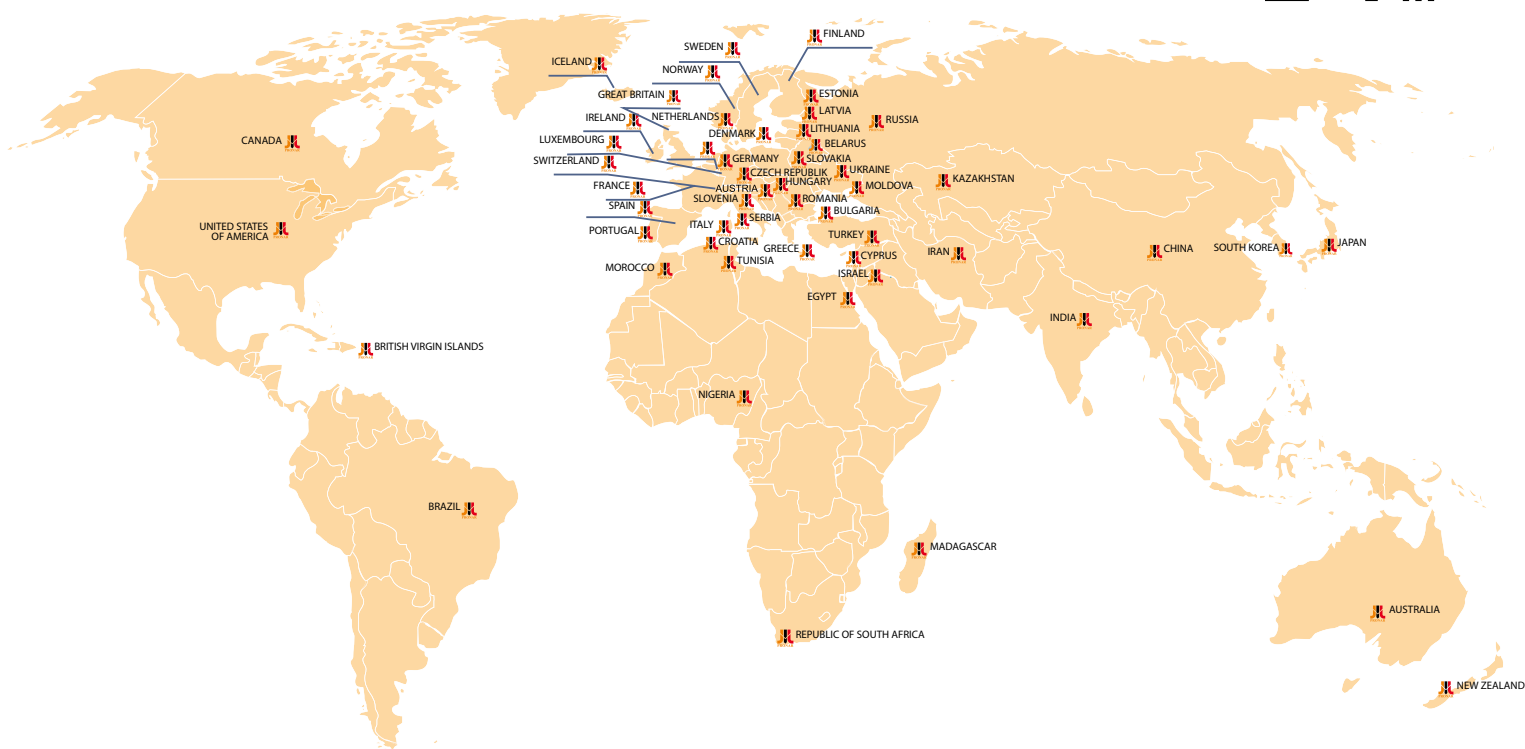 FINLAND
SWEDEN
ICELAND
NORWAY
GREAT BRITAIN
ESTONIA
LATVIA
IRELAND
NETHERLANDS
RUSSIA
LITHUANIA
DENMARK
LUXEMBOURG
CANADA
BELARUS
SWITZERLAND
GERMANY
SLOVAKIA
CZECH REPUBLIK
UKRAINE
KAZAKHSTAN
HUNGARY
FRANCE
AUSTRIA
MOLDOVA
SLOVENIA
ROMANIA
SPAIN
BULGARIA
SERBIA
UNITED STATES
OF AMERICA
ITALY
PORTUGAL
TURKEY
CROATIA
GREECE
IRAN
CHINA
SOUTH KOREA
JAPAN
CYPRUS
TUNISIA
MOROCCO
ISRAEL
EGYPT
INDIA
BRITISH VIRGIN ISLANDS
NIGERIA
BRAZIL
MADAGASCAR
AUSTRALIA
REPUBLIC OF SOUTH AFRICA
NEW ZEALAND